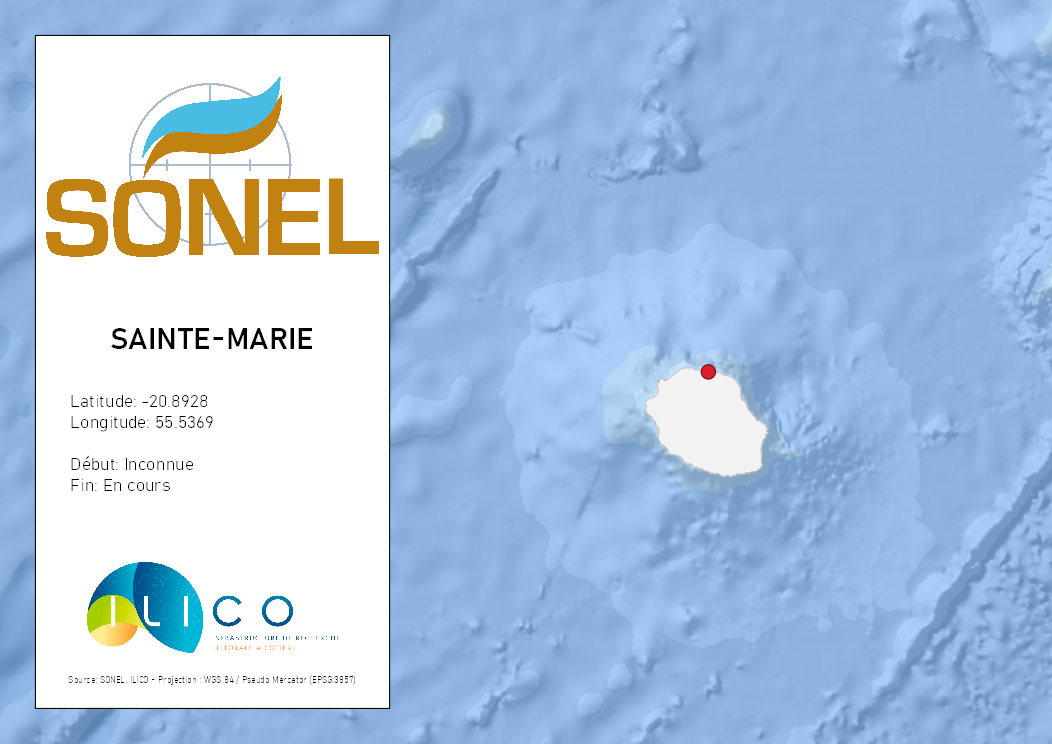 SONEL
SAINTE-MARIE
Latitude: -20.8928
Longitude: 55.5369
Début: Inconnue
Fin: En cours
ILICO
INFRASTRUCTURE DE RECHERCHE
LITTORALE & CÔTIÈRE
Source: SONEL, ILICO - Projection : WGS 84 / Pseudo Mercator (EPSG:3857)